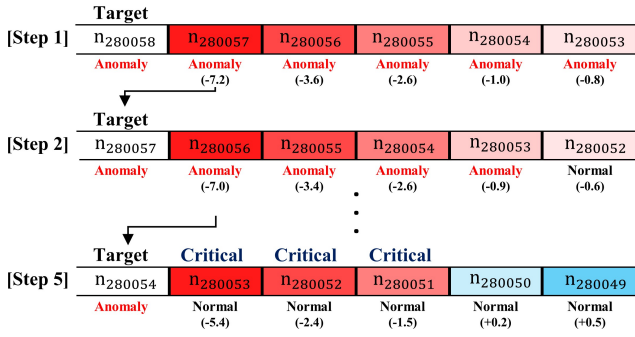 Target
[Step 1] n280058 n280057 n280056 n280055 n280054 n280053
Anomaly Anomaly Anomaly Anomaly Anomaly Anomaly
(-7.2) (-3.6) (-2.6) (-1.0) (-0.8)
Target
[Step 2] n280057 n280056 n280055 n280054 n280053 n280052
Anomaly Anomaly Anomaly Anomaly Anomaly Normal
(-7.0) (-3.4) (-2.6) (-0.9) (-0.6)
Target Critical Critical Critical
[Step 5] n280054 n280053 n280052 n280051 n280050 n280049
Anomaly Normal Normal Normal Normal Normal
(-5.4) (-2.4) (-1.5) (+0.2) (+0.5)